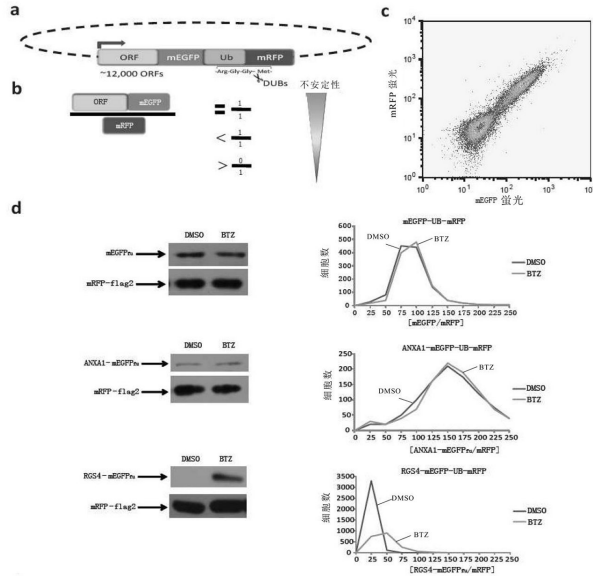 a
ORF
mEGFP
Ub
mRFP
~12,000 ORFs
Arg-Gly-Gly-
Met-
DUBs
b
ORF
mEGFP
mRFP
= 1/1
< 1/1
> 0/1
不安定性
c
mRFP 蛍光
10⁴
10³
10²
10¹
10⁰
10⁰ 10¹ 10² 10³ 10⁴
mEGFP 蛍光
d
DMSO BTZ
mEGFPfu
mRFP-flag2
mEGFP-UB-mRFP
细胞数
600
500
400
300
200
100
0
DMSO
BTZ
DMSO
BTZ
0 25 50 75 100 125 150 175 200 225 250
[mEGFP/mRFP]
DMSO BTZ
ANXA1-mEGFPfu
mRFP-flag2
ANXA1-mEGFP-UB-mRFP
细胞数
250
200
150
100
50
0
DMSO
BTZ
DMSO
BTZ
0 25 50 75 100 125 150 175 200 225 250
[ANXA1-mEGFPfu/mRFP]
DMSO BTZ
RGS4-mEGFPfu
mRFP-flag2
RGS4-mEGFP-UB-mRFP
细胞数
3500
3000
2500
2000
1500
1000
500
0
DMSO
BTZ
DMSO
BTZ
0 25 50 75 100 125 150 175 200 225 250
[RGS4-mEGFPfu/mRFP]